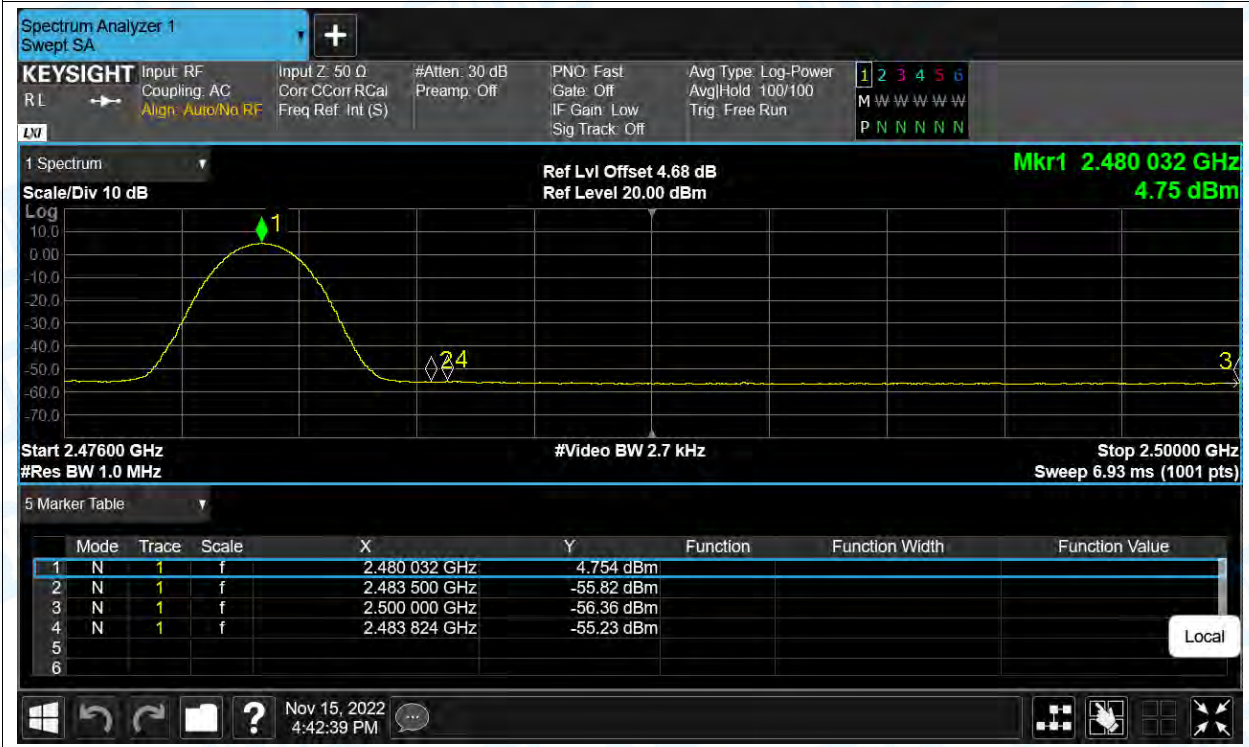 Spectrum Analyzer 1
Swept SA
+
KEYSIGHT Input: RF Input Z: 50 Ω #Atten: 30 dB PNO: Fast Avg Type: Log-Power 1 2 3 4 5 6
RL Coupling: AC Corr CCorr RCal Preamp: Off Gate: Off Avg|Hold: 100/100 M W W W W W W
Align: Auto/No RF Freq Ref: Int (S) IF Gain: Low Trig: Free Run P N N N N N N
LXI Sig Track: Off
1 Spectrum Ref Lvl Offset 4.68 dB Mkr1 2.480 032 GHz
Scale/Div 10 dB Ref Level 20.00 dBm 4.75 dBm
Log
10.0 1
0.00
-10.0
-20.0
-30.0
-40.0
-50.0 2 4 3
-60.0
-70.0
Start 2.47600 GHz #Video BW 2.7 kHz Stop 2.50000 GHz
#Res BW 1.0 MHz Sweep 6.93 ms (1001 pts)
5 Marker Table
Mode Trace Scale X Y Function Function Width Function Value
1 N 1 f 2.480 032 GHz 4.754 dBm
2 N 1 f 2.483 500 GHz -55.82 dBm
3 N 1 f 2.500 000 GHz -56.36 dBm
4 N 1 f 2.483 824 GHz -55.23 dBm
5
6
Local
? Nov 15, 2022
4:42:39 PM